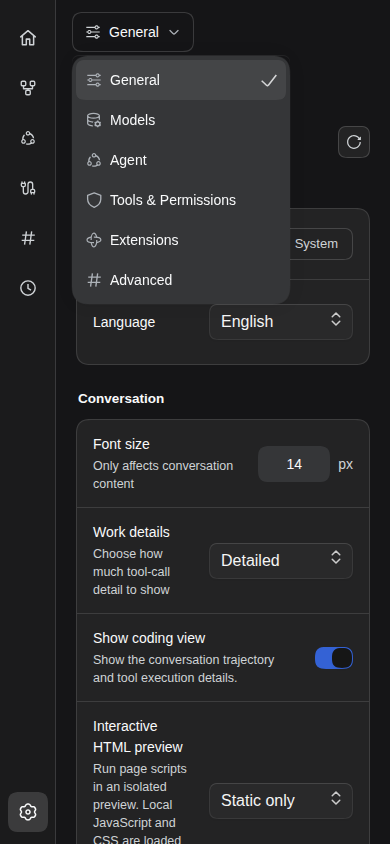 General
General
Models
Agent
Tools & Permissions
Extensions
Advanced
System
Language
English
Conversation
Font size
Only affects conversation
content
14
px
Work details
Choose how
much tool-call
detail to show
Detailed
Show coding view
Show the conversation trajectory
and tool execution details.
Interactive
HTML preview
Run page scripts
in an isolated
preview. Local
JavaScript and
CSS are loaded
Static only